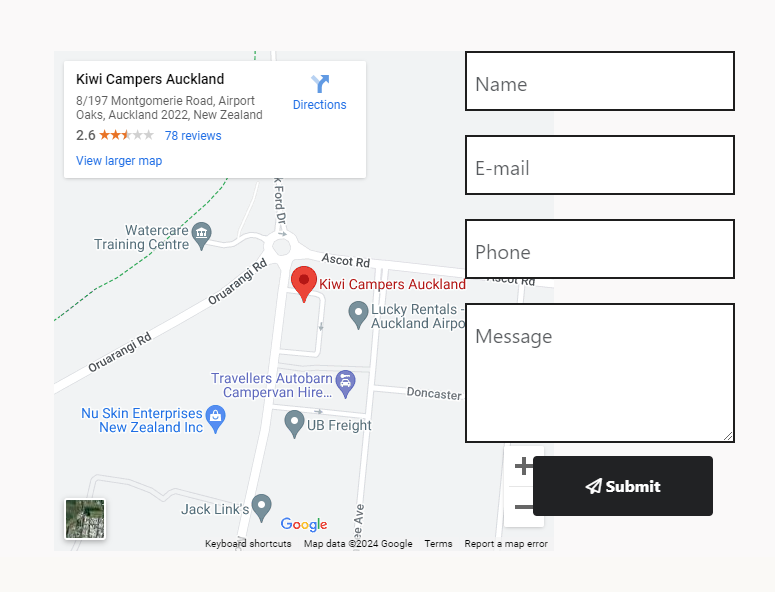 Kiwi Campers Auckland
8/197 Montgomerie Road, Airport
Oaks, Auckland 2022, New Zealand
2.6
78 reviews
View larger map
Directions
Name
E-mail
Phone
Message
Submit
k Ford Dr
Watercare
Training Centre
Ascot Rd
Ascot Rd
Oruarangi Rd
Kiwi Campers Auckland
Lucky Rentals -
Auckland Airpo
Oruarangi Rd
Travellers Autobarn
Campervan Hire...
Doncaster
Nu Skin Enterprises
New Zealand Inc
UB Freight
Jack Link's
ee Ave
Google
Keyboard shortcuts
Map data ©2024 Google
Terms
Report a map error